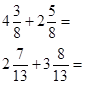 4 3/8 + 2 5/8 =
2 7/13 + 3 8/13 =